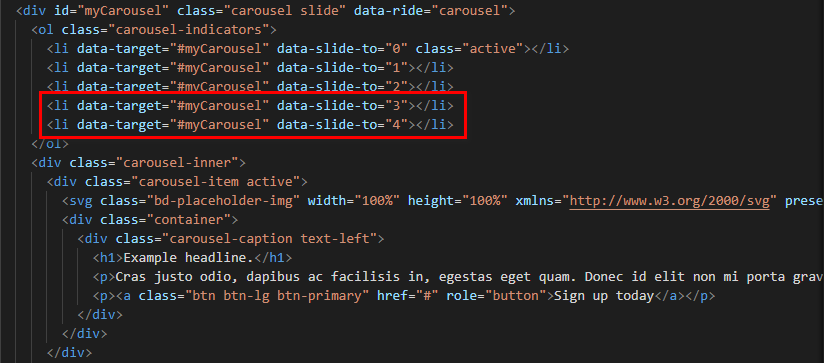 <div id="myCarousel" class="carousel slide" data-ride="carousel">
<ol class="carousel-indicators">
<li data-target="#myCarousel" data-slide-to="0" class="active"></li>
<li data-target="#myCarousel" data-slide-to="1"></li>
<li data-target="#myCarousel" data-slide-to="2"></li>
<li data-target="#myCarousel" data-slide-to="3"></li>
<li data-target="#myCarousel" data-slide-to="4"></li>
</ol>
<div class="carousel-inner">
<div class="carousel-item active">
<svg class="bd-placeholder-img" width="100%" height="100%" xmlns="http://www.w3.org/2000/svg" prese
<div class="container">
<div class="carousel-caption text-left">
<h1>Example headline.</h1>
<p>Cras justo odio, dapibus ac facilisis in, egestas eget quam. Donec id elit non mi porta grav
<p><a class="btn btn-lg btn-primary" href="#" role="button">Sign up today</a></p>
</div>
</div>
</div>